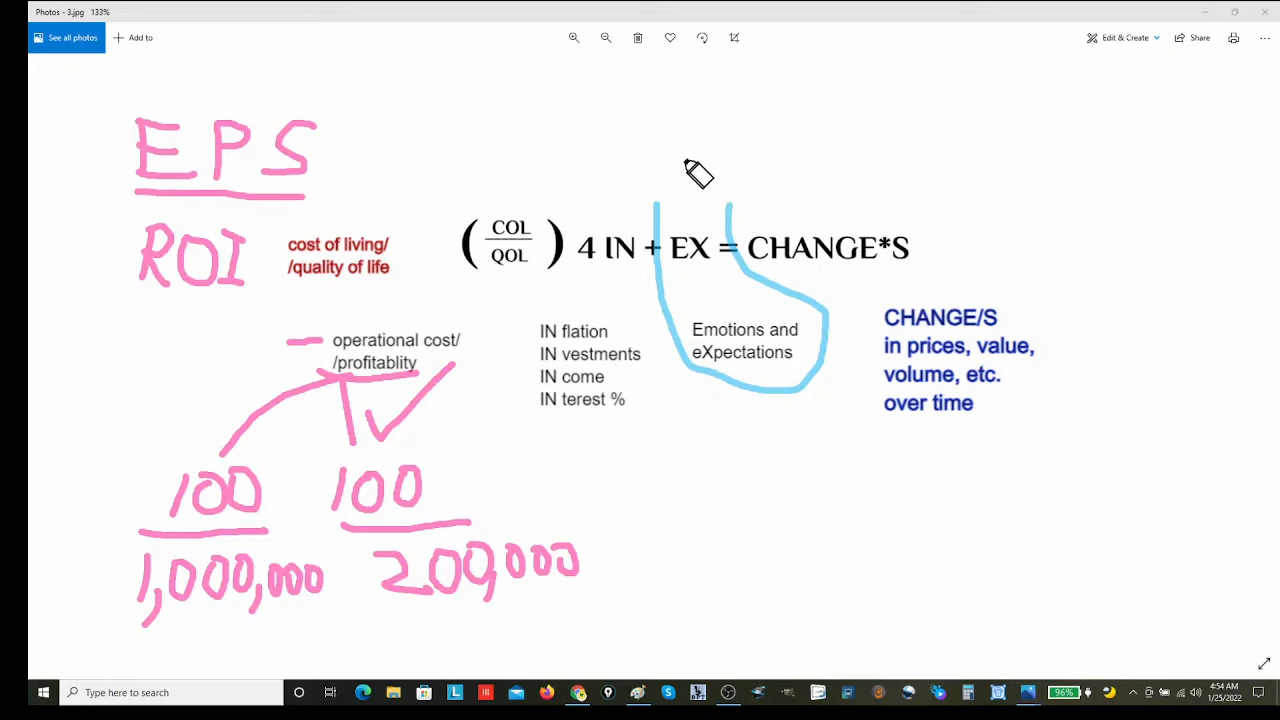 Photos - 3.jpg 133%
See all photos
Add to
Edit & Create
Share
EPS
ROI
cost of living/
/quality of life
( COL
QOL ) 4 IN + EX = CHANGE*S
operational cost/
/profitablity
IN flation
IN vestments
IN come
IN terest %
Emotions and
eXpectations
CHANGE/S
in prices, value,
volume, etc.
over time
100
1,000,000
100
200,000
Type here to search
96%
4:54 AM
1/25/2022